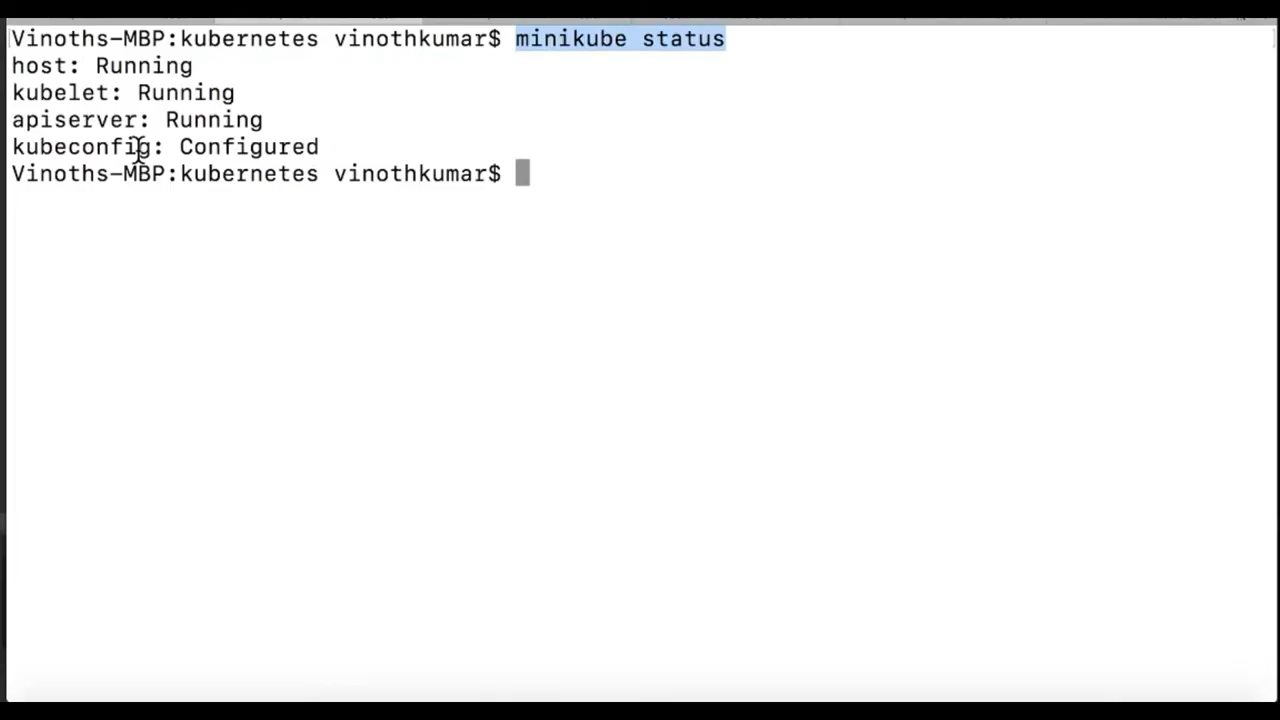 Vinoths-MBP:kubernetes vinothkumar$ minikube status
host: Running
kubelet: Running
apiserver: Running
kubeconfig: Configured
Vinoths-MBP:kubernetes vinothkumar$